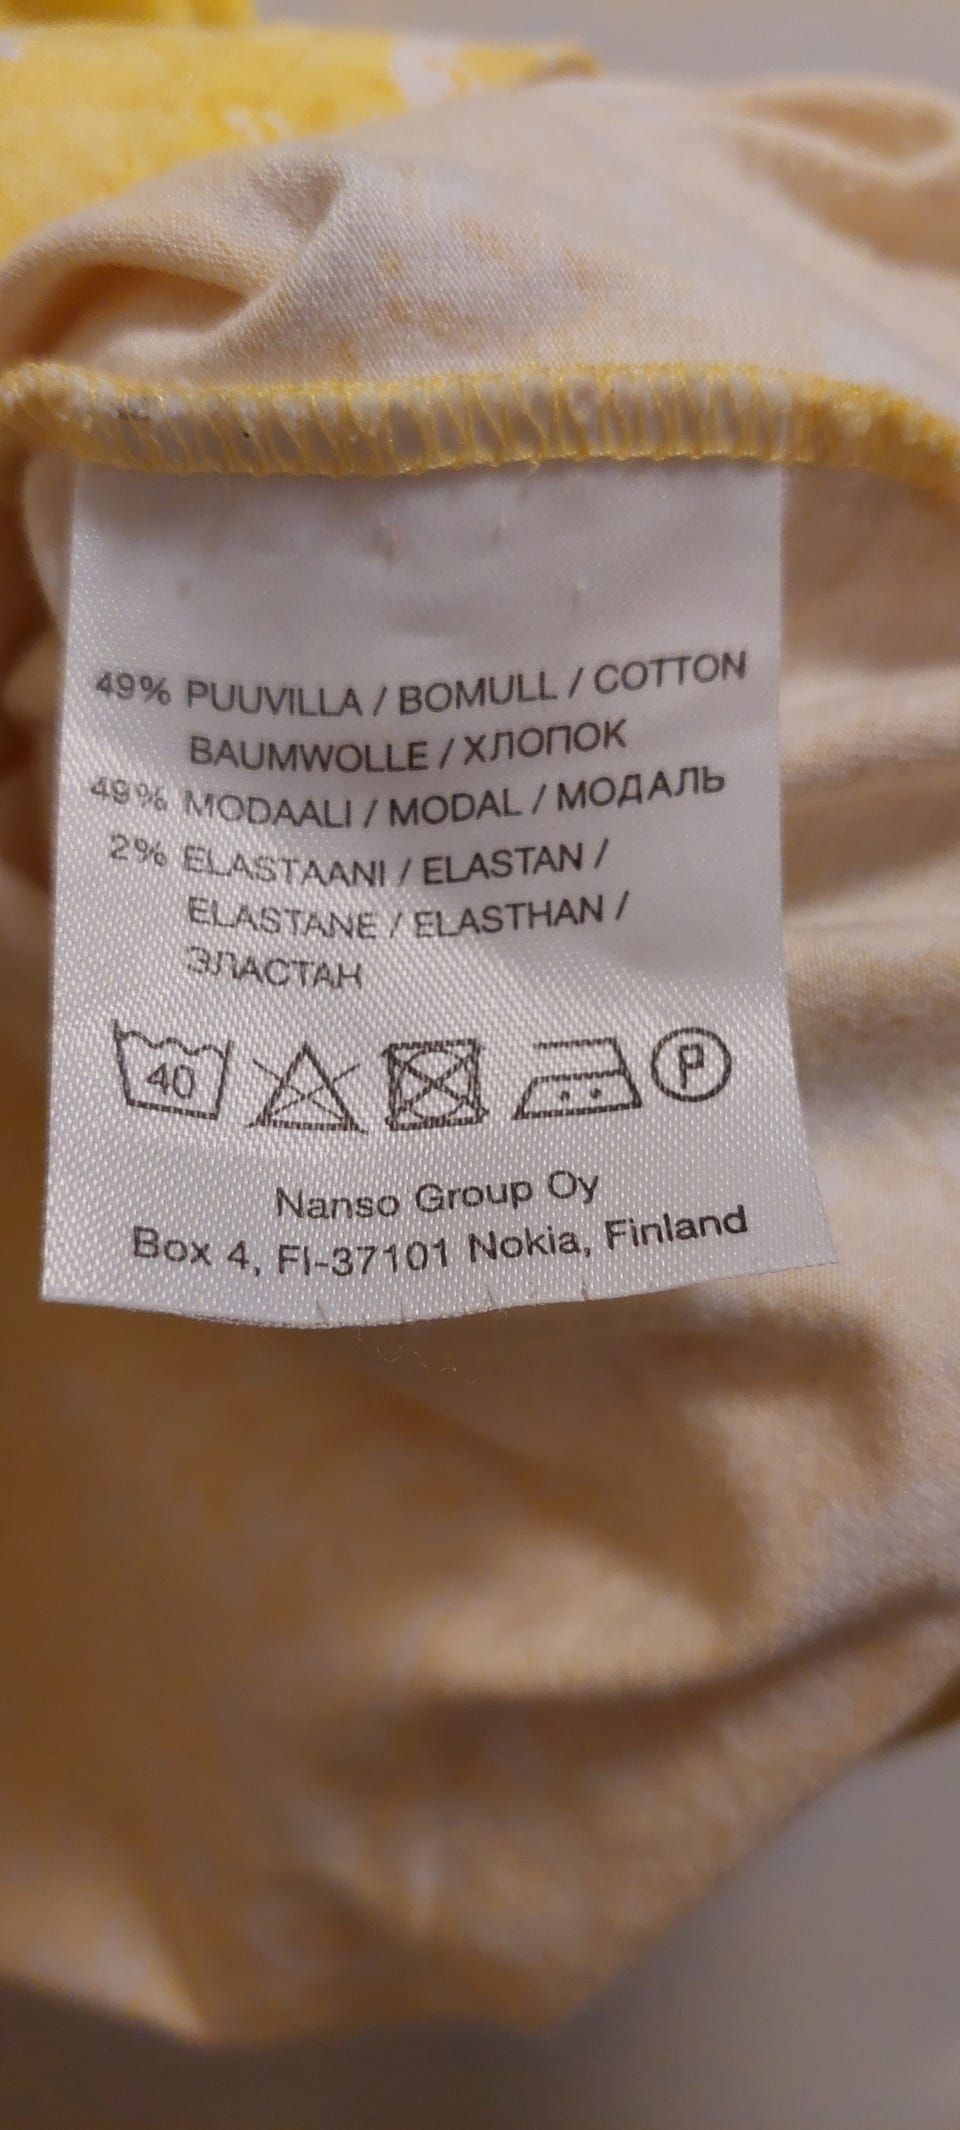 49% PUUVILLA / BOMULL / COTTON
BAUMWOLLE / ХЛОПОК
49% MODAALI / MODAL / МОДАЛЬ
2% ELASTAANI / ELASTAN /
ELASTANE / ELASTHAN /
ЭЛАСТАН
40 P
Nanso Group Oy
Box 4, FI-37101 Nokia, Finland